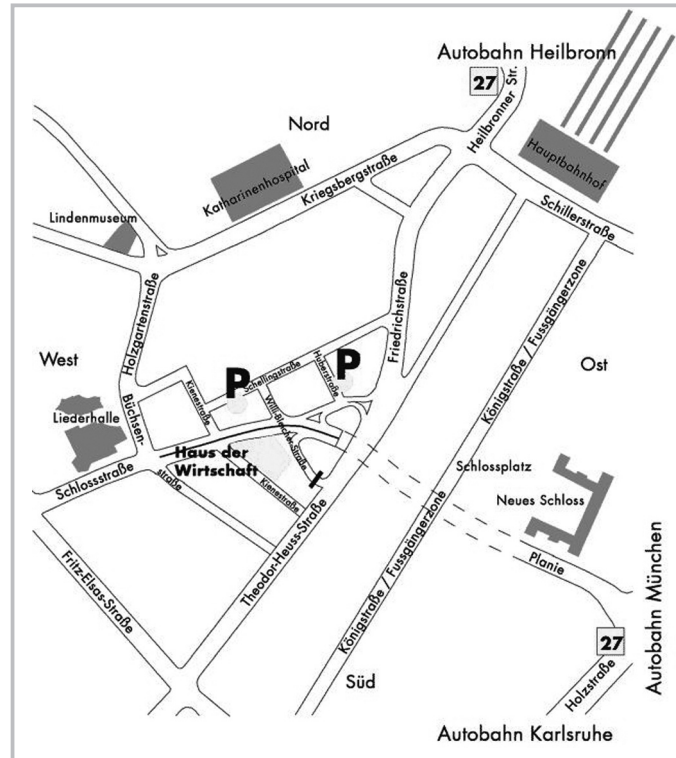 Autobahn Heilbronn
27
Heilbronner Str.
Nord
Hauptbahnhof
Katharinenhospital
Kriegsbergstraße
Schillerstraße
Lindenmuseum
Holzgartenstraße
Friedrichstraße
Königstraße / Fussgängerzone
West
P
P
Schellingstraße
Huberstraße
Kienestraße
Ost
Büchsen-
Liederhalle
Willi-Bleicher-Straße
Haus der
Wirtschaft
Schlossstraße
straße
Kienestraße
Schlossplatz
Neues Schloss
Theodor-Heuss-Straße
Fritz-Elsas-Straße
Königstraße / Fussgängerzone
Planie
Autobahn München
27
Holzstraße
Süd
Autobahn Karlsruhe